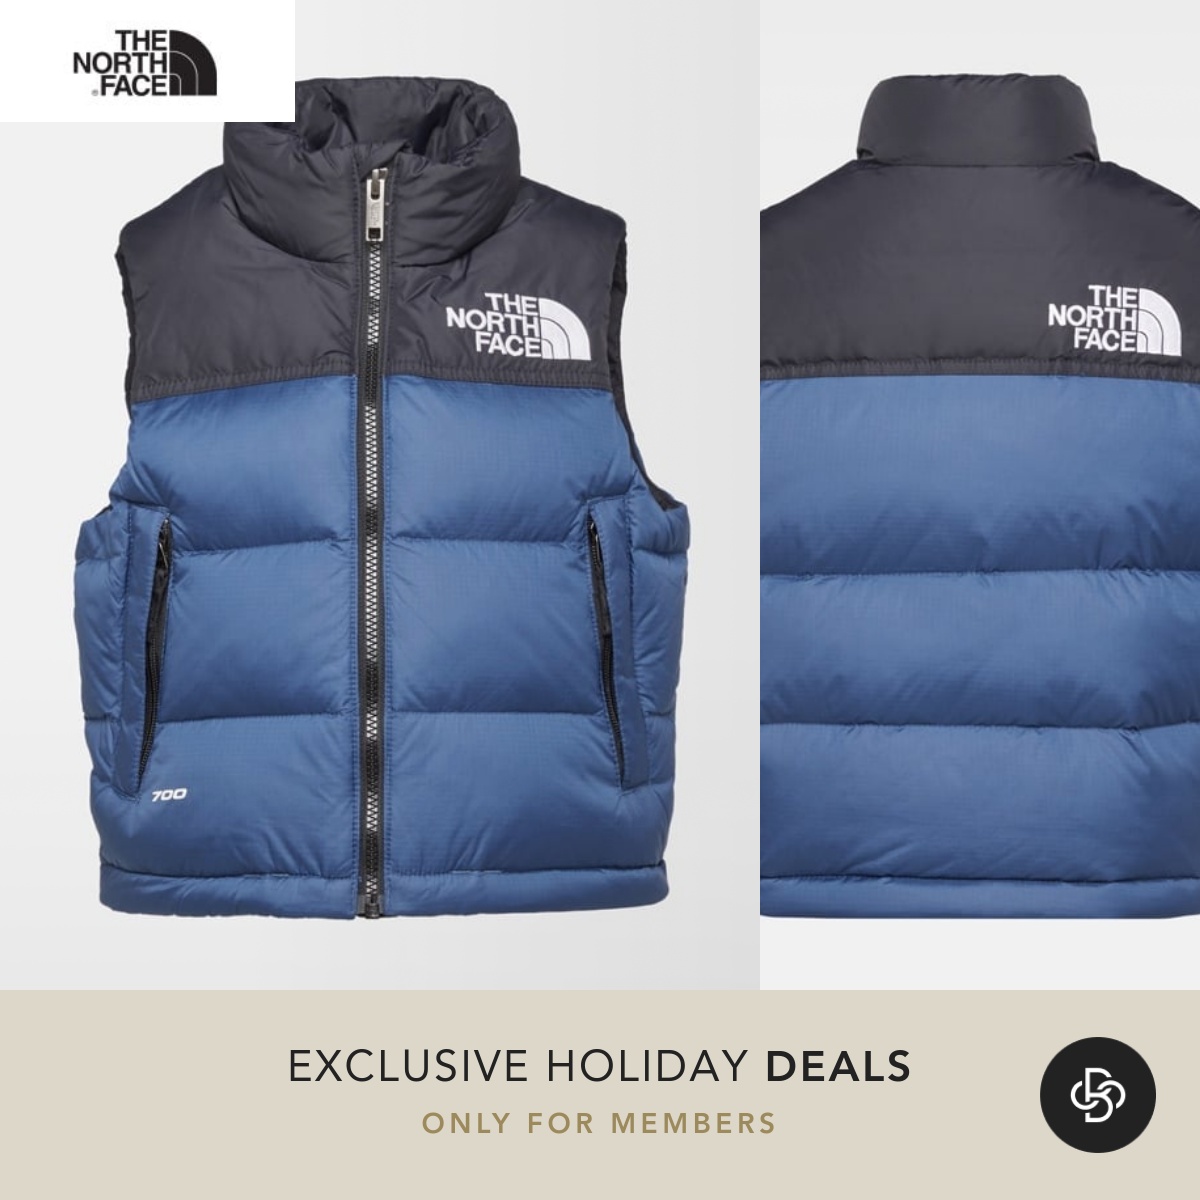 THE
NORTH
FACE
THE
NORTH
FACE
THE
NORTH
FACE
700
EXCLUSIVE HOLIDAY DEALS
ONLY FOR MEMBERS